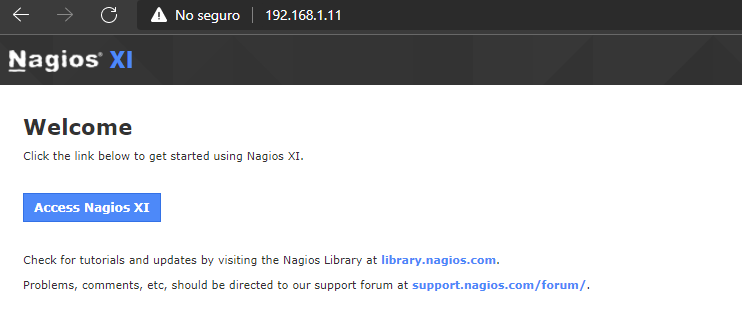 No seguro 192.168.1.11
Nagios® XI
Welcome
Click the link below to get started using Nagios XI.
Access Nagios XI
Check for tutorials and updates by visiting the Nagios Library at library.nagios.com.
Problems, comments, etc, should be directed to our support forum at support.nagios.com/forum/.